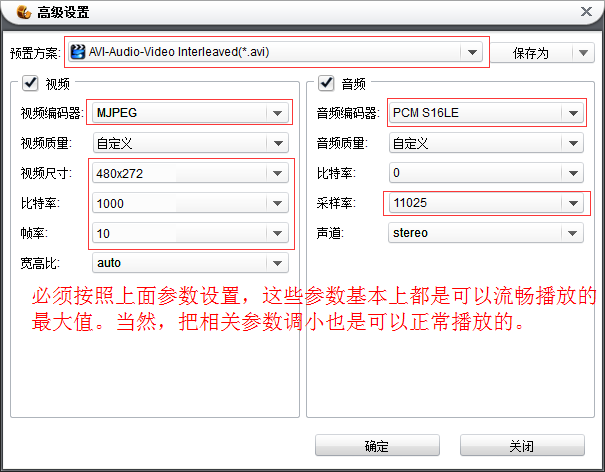 高级设置
预置方案: AVI-Audio-Video Interleaved(*.avi) 保存为
视频
视频编码器: MJPEG
视频质量: 自定义
视频尺寸: 480x272
比特率: 1000
帧率: 10
宽高比: auto
音频
音频编码器: PCM S16LE
音频质量: 自定义
比特率: 0
采样率: 11025
声道: stereo
必须按照上面参数设置，这些参数基本上都是可以流畅播放的
最大值。当然，把相关参数调小也是可以正常播放的。
确定 关闭